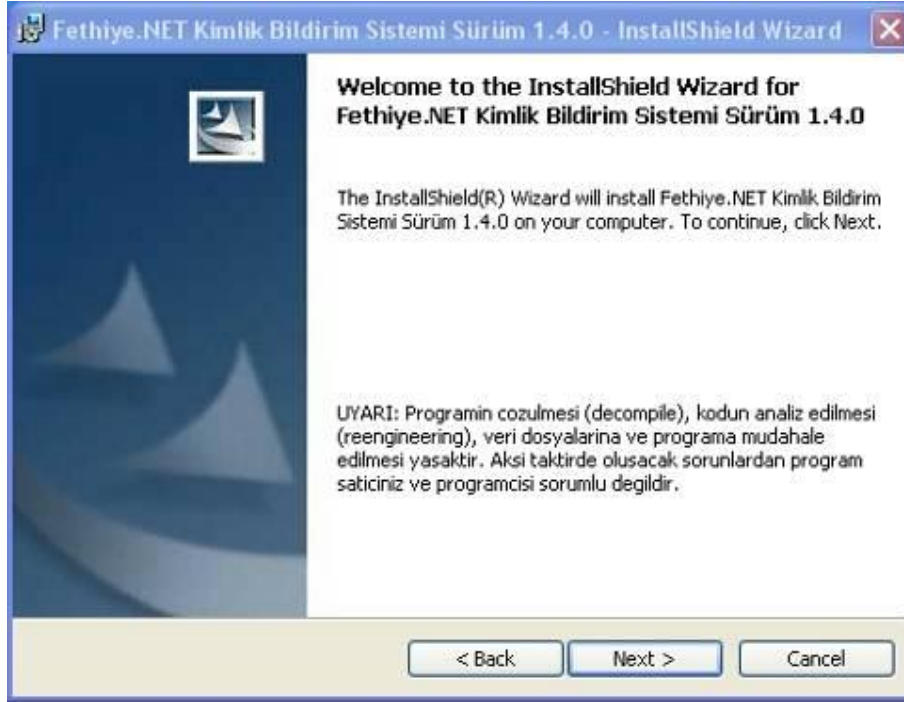 Fethiye.NET Kimlik Bildirim Sistemi Sürüm 1.4.0 - InstallShield Wizard
Welcome to the InstallShield Wizard for
Fethiye.NET Kimlik Bildirim Sistemi Sürüm 1.4.0
The InstallShield(R) Wizard will install Fethiye.NET Kimlik Bildirim
Sistemi Sürüm 1.4.0 on your computer. To continue, click Next.
UYARI: Programin cozulmesi (decompile), kodun analiz edilmesi
(reengineering), veri dosyalarina ve programa mudahale
edilmesi yasaktir. Aksi taktirde olusacak sorunlardan program
saticiniz ve programcisi sorumlu degildir.
< Back Next > Cancel